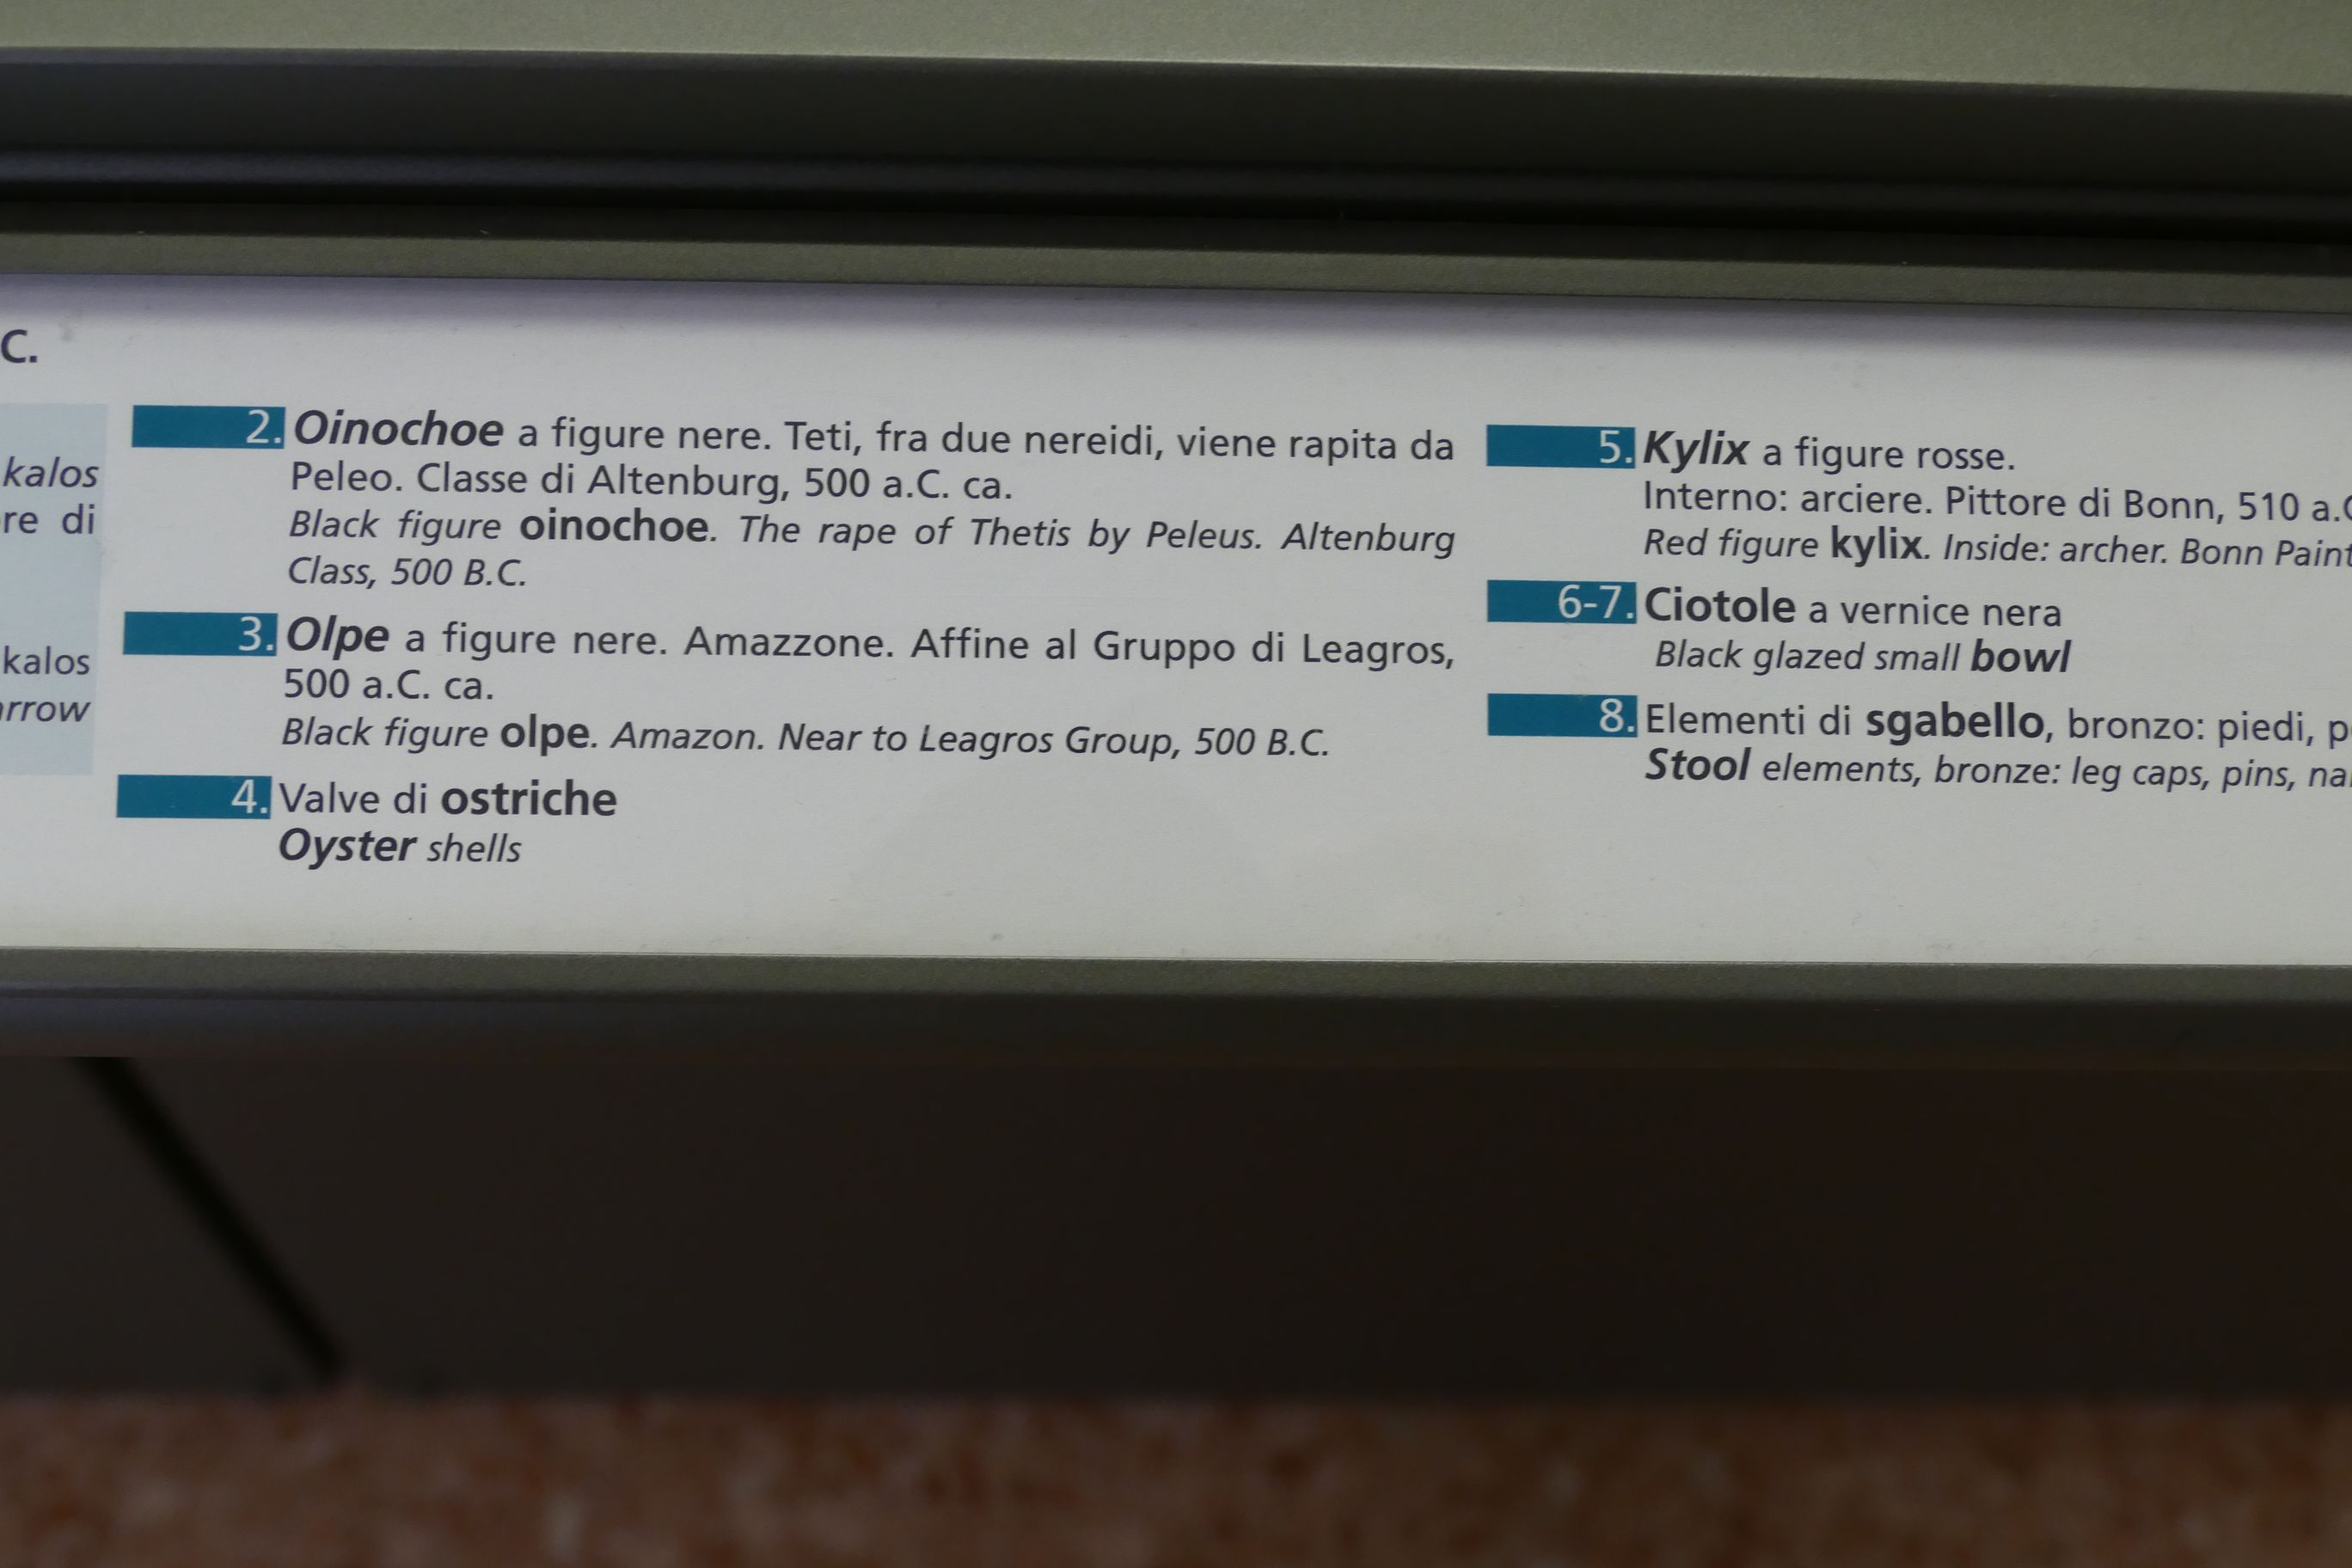 C.
kalos
re di
kalos
rrow
2. Oinochoe a figure nere. Teti, fra due nereidi, viene rapita da
Peleo. Classe di Altenburg, 500 a.C. ca.
Black figure oinochoe. The rape of Thetis by Peleus. Altenburg
Class, 500 B.C.
3. Olpe a figure nere. Amazzone. Affine al Gruppo di Leagros,
500 a.C. ca.
Black figure olpe. Amazon. Near to Leagros Group, 500 B.C.
4. Valve di ostriche
Oyster shells
5. Kylix a figure rosse.
Interno: arciere. Pittore di Bonn, 510 a.C
Red figure kylix. Inside: archer. Bonn Paint
6-7. Ciotole a vernice nera
Black glazed small bowl
8. Elementi di sgabello, bronzo: piedi, p
Stool elements, bronze: leg caps, pins, na